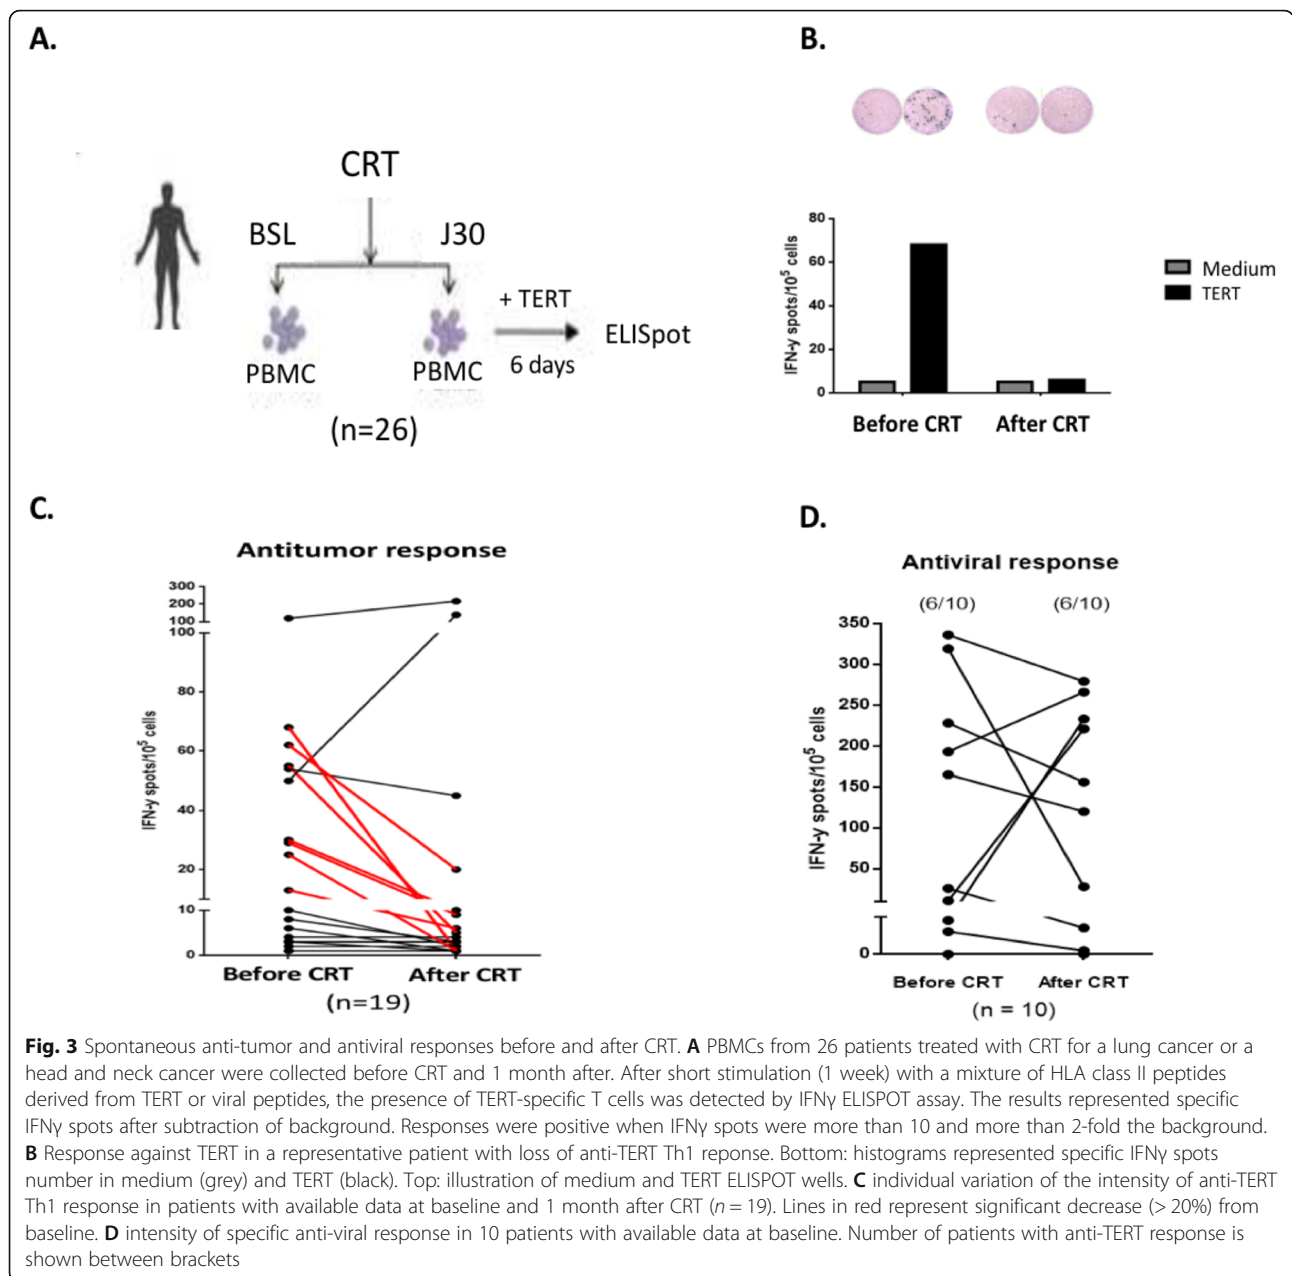 A.
CRT
BSL
J30
+ TERT
6 days
ELISpot
PBMC
PBMC
(n=26)
B.
80
60
40
20
0
IFN-y spots/10⁵ cells
Before CRT
After CRT
Medium
TERT
C.
Antitumor response
300
200
100
100
80
60
40
20
10
0
IFN-y spots/10⁵ cells
Before CRT
After CRT
(n=19)
D.
Antiviral response
(6/10)
(6/10)
350
300
250
200
150
100
50
0
IFN-y spots/10⁵ cells
Before CRT
After CRT
(n = 10)
Fig. 3 Spontaneous anti-tumor and antiviral responses before and after CRT. A PBMCs from 26 patients treated with CRT for a lung cancer or a
head and neck cancer were collected before CRT and 1 month after. After short stimulation (1 week) with a mixture of HLA class II peptides
derived from TERT or viral peptides, the presence of TERT-specific T cells was detected by IFNγ ELISPOT assay. The results represented specific
IFNγ spots after subtraction of background. Responses were positive when IFNγ spots were more than 10 and more than 2-fold the background.
B Response against TERT in a representative patient with loss of anti-TERT Th1 reponse. Bottom: histograms represented specific IFNγ spots
number in medium (grey) and TERT (black). Top: illustration of medium and TERT ELISPOT wells. C individual variation of the intensity of anti-TERT
Th1 response in patients with available data at baseline and 1 month after CRT (n = 19). Lines in red represent significant decrease (> 20%) from
baseline. D intensity of specific anti-viral response in 10 patients with available data at baseline. Number of patients with anti-TERT response is
shown between brackets